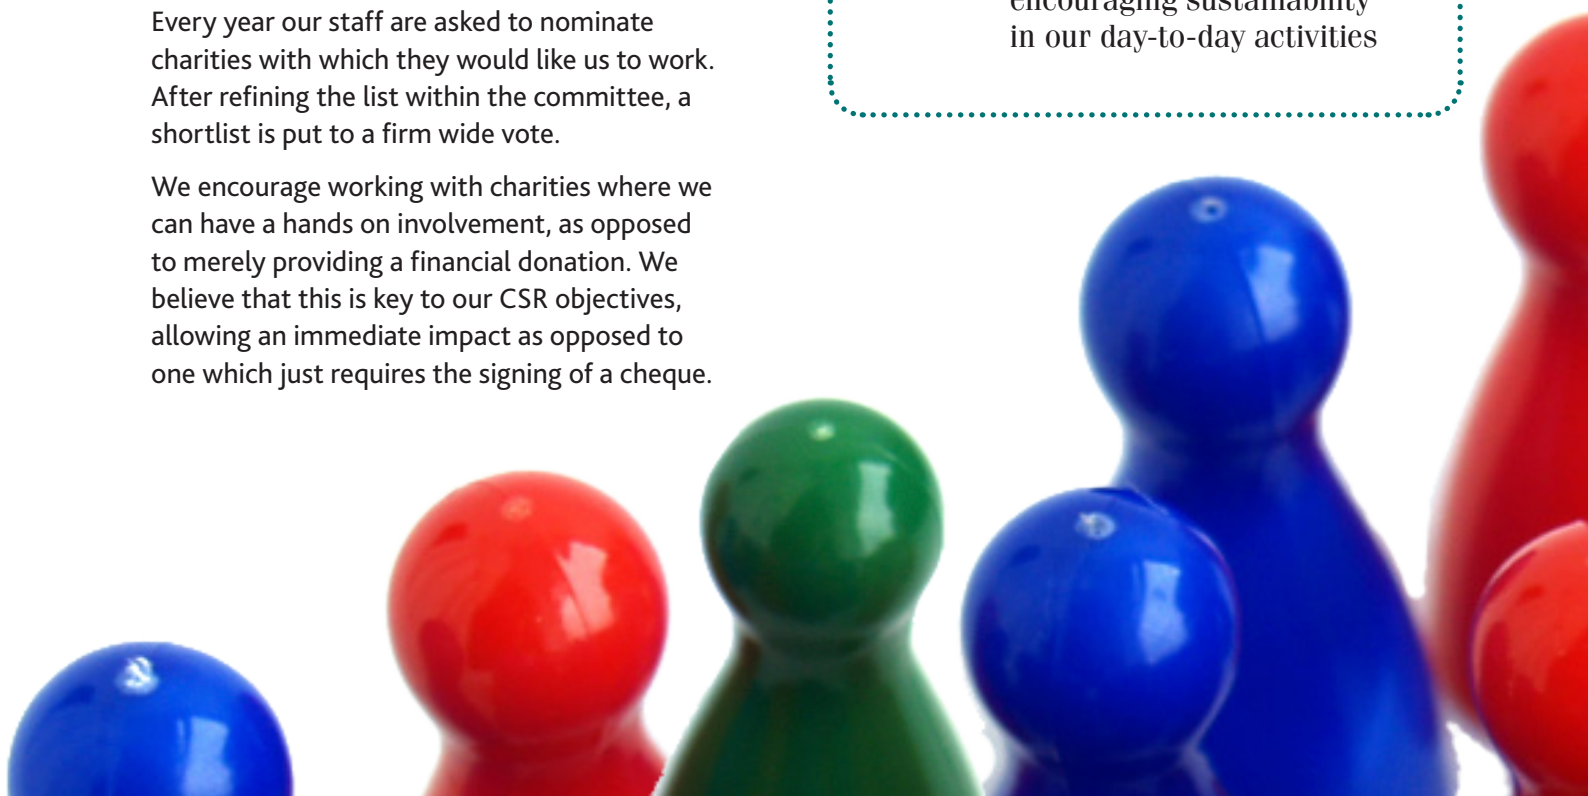 Every year our staff are asked to nominate
charities with which they would like us to work.
After refining the list within the committee, a
shortlist is put to a firm wide vote.
We encourage working with charities where we
can have a hands on involvement, as opposed
to merely providing a financial donation. We
believe that this is key to our CSR objectives,
allowing an immediate impact as opposed to
one which just requires the signing of a cheque.
encouraging sustainability
in our day-to-day activities